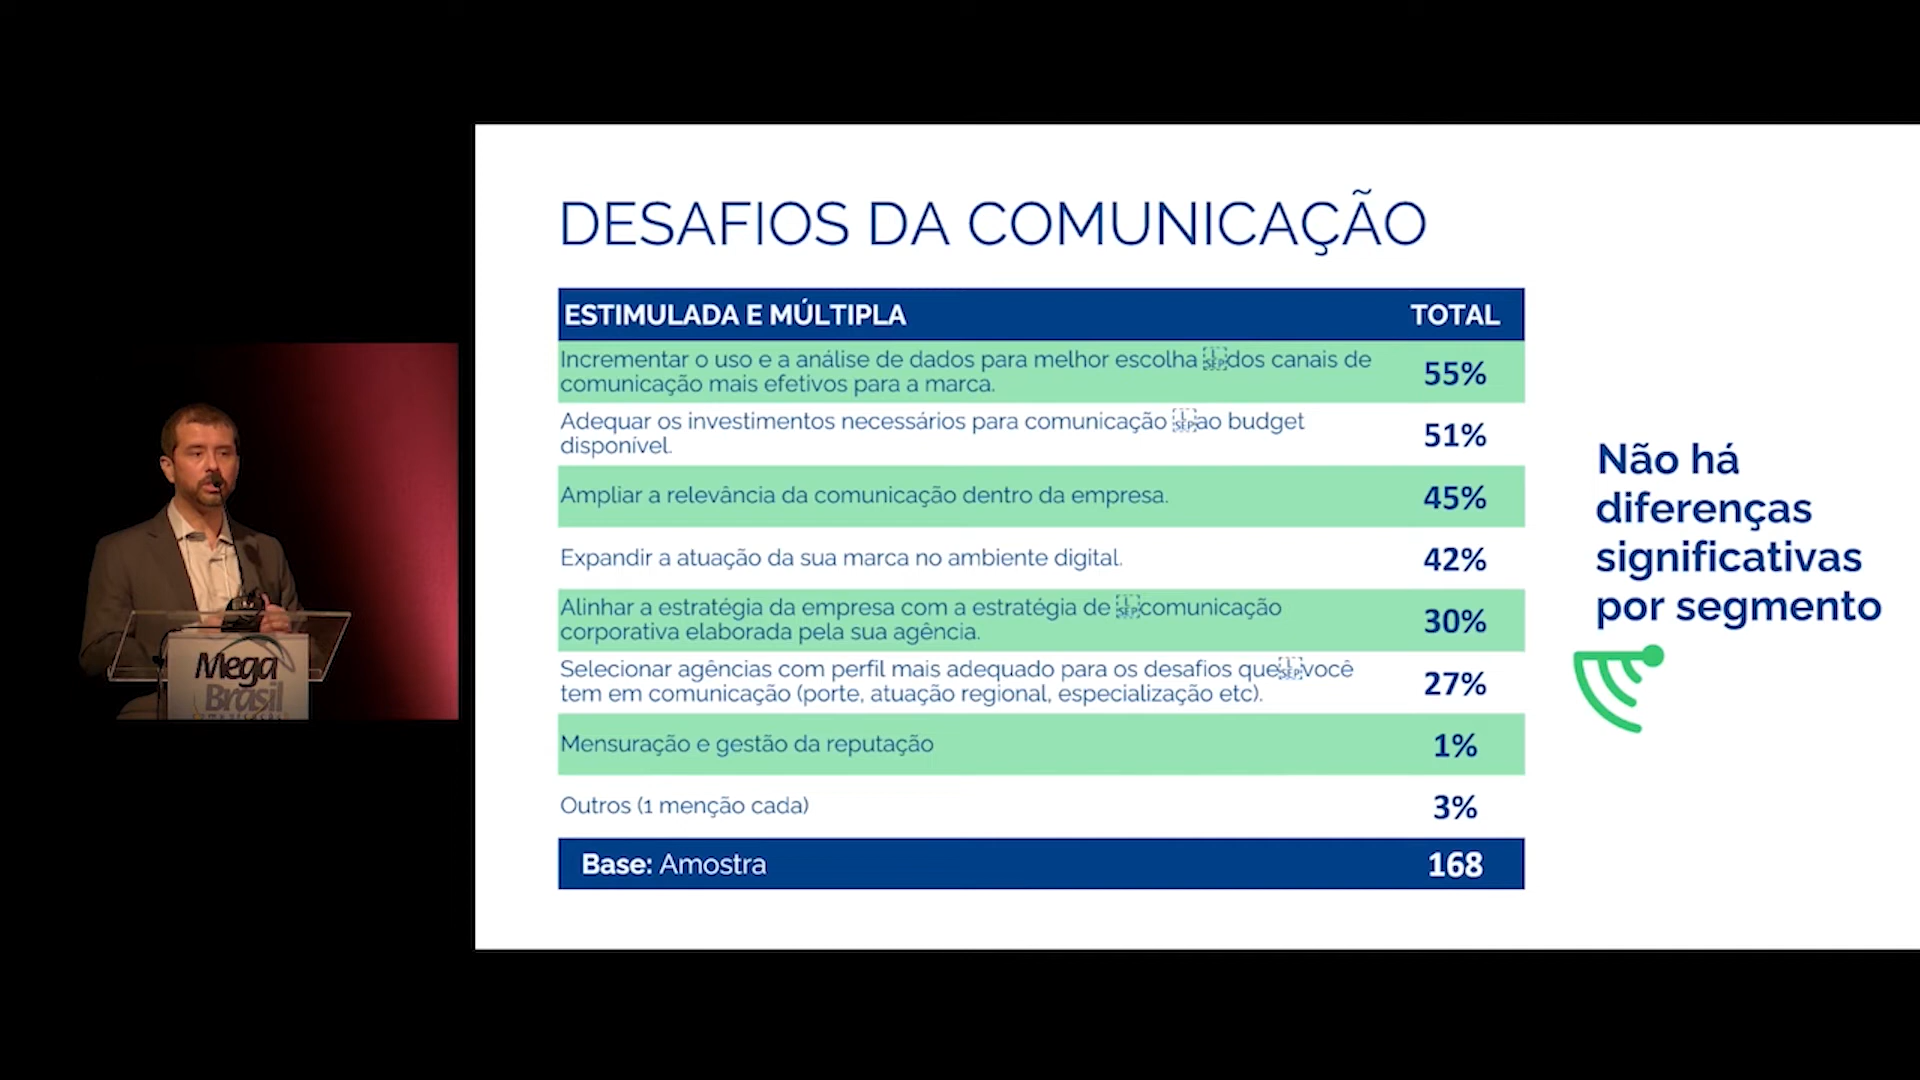 DESAFIOS DA COMUNICAÇÃO
ESTIMULADA E MÚLTIPLA TOTAL
Incrementar o uso e a análise de dados para melhor escolha dos canais de
comunicação mais efetivos para a marca. 55%
Adequar os investimentos necessários para comunicação ao budget
disponível. 51%
Ampliar a relevância da comunicação dentro da empresa. 45%
Expandir a atuação da sua marca no ambiente digital. 42%
Alinhar a estratégia da empresa com a estratégia de comunicação
corporativa elaborada pela sua agência. 30%
Selecionar agências com perfil mais adequado para os desafios que você
tem em comunicação (porte, atuação regional, especialização etc). 27%
Mensuração e gestão da reputação 1%
Outros (1 menção cada) 3%
Base: Amostra 168
Não há
diferenças
significativas
por segmento
Mega
Brasil